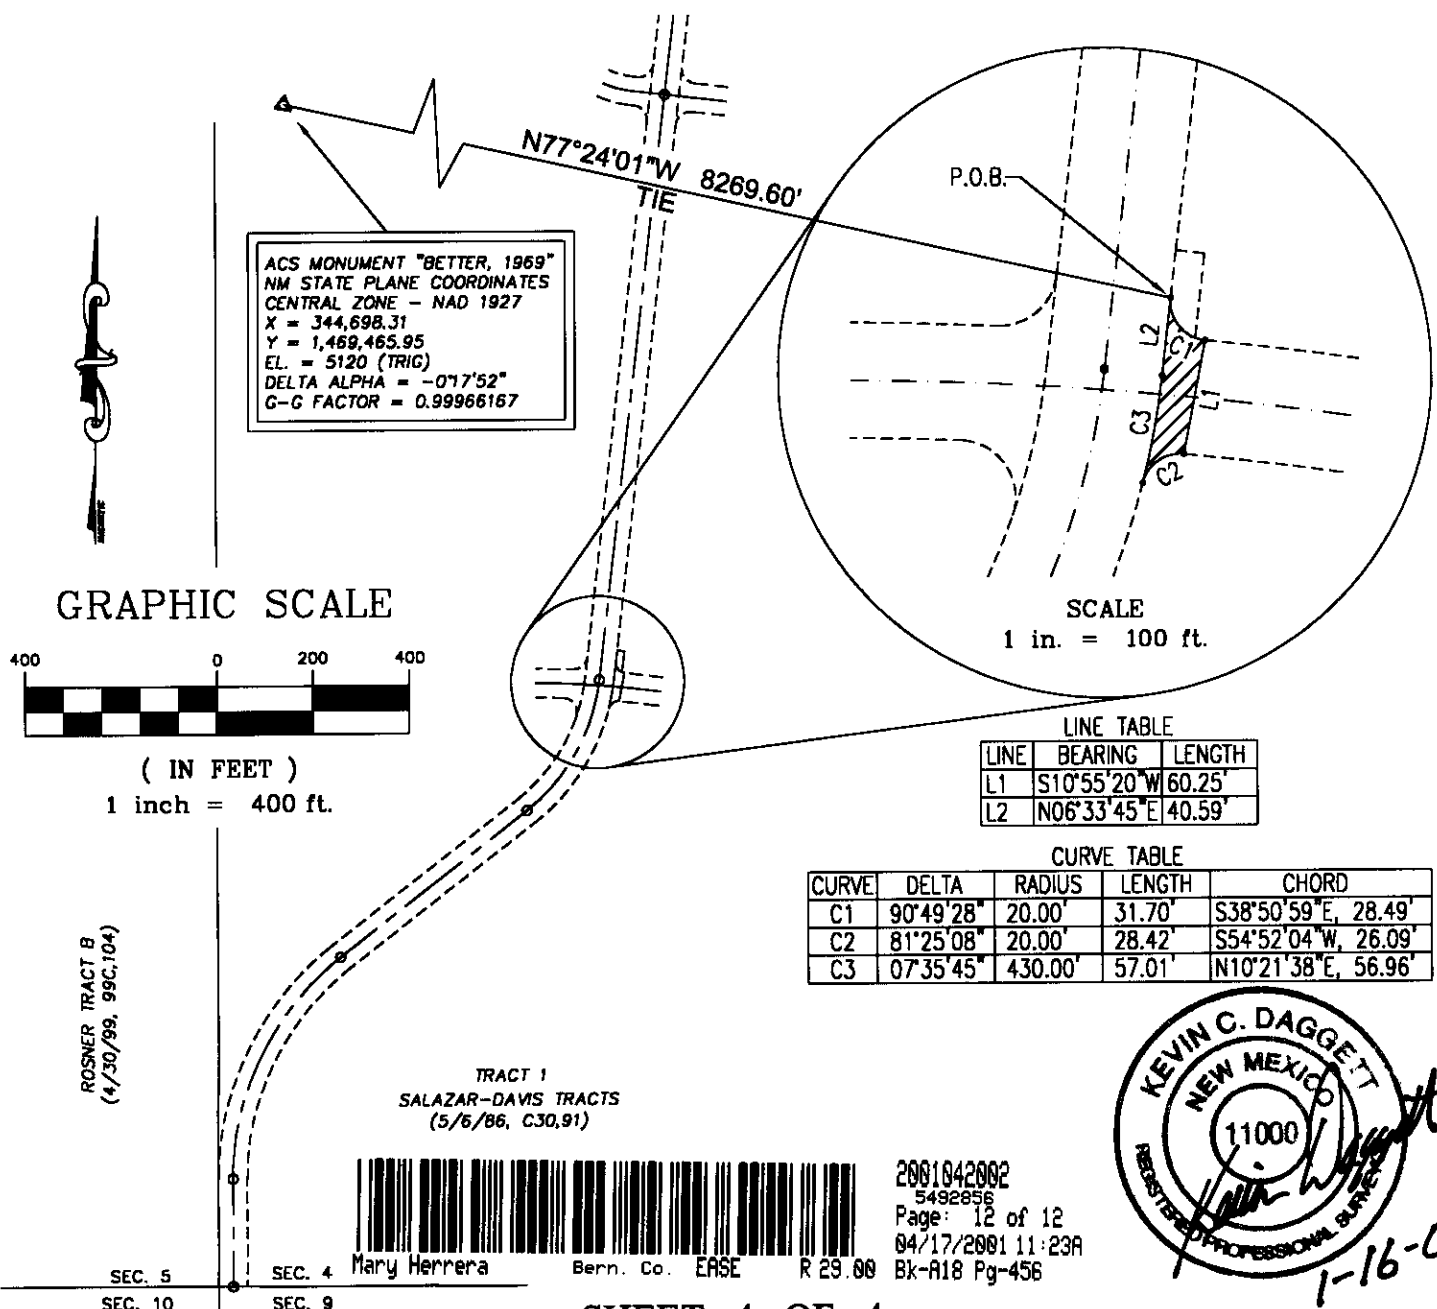 N77°24'01"W 8269.60'
TIE
P.O.B.
ACS MONUMENT "BETTER, 1969"
NM STATE PLANE COORDINATES
CENTRAL ZONE - NAD 1927
X = 344,698.31
Y = 1,469,465.95
EL. = 5120 (TRIG)
DELTA ALPHA = -0°17'52"
G-G FACTOR = 0.99966167
L2
C1
C3
L1
C2
SCALE
1 in. = 100 ft.
GRAPHIC SCALE
400 0 200 400
( IN FEET )
1 inch = 400 ft.
LINE TABLE
LINE BEARING LENGTH
L1 S10°55'20"W 60.25'
L2 N06°33'45"E 40.59'
CURVE TABLE
CURVE DELTA RADIUS LENGTH CHORD
C1 90°49'28" 20.00' 31.70' S38°50'59"E, 28.49'
C2 81°25'08" 20.00' 28.42' S54°52'04"W, 26.09'
C3 07°35'45" 430.00' 57.01' N10°21'38"E, 56.96'
ROSNER TRACT B
(4/30/99, 99C,104)
TRACT 1
SALAZAR-DAVIS TRACTS
(5/6/86, C30,91)
KEVIN C. DAGGETT
NEW MEXICO
11000
REGISTERED PROFESSIONAL SURVEYOR
Mary Herrera Bern. Co. EASE R 29.00
2001042002
5492856
Page: 12 of 12
04/17/2001 11:23A
Bk-A18 Pg-456
SEC. 5 SEC. 4
SEC. 10 SEC. 9
SHEET 4 OF 4